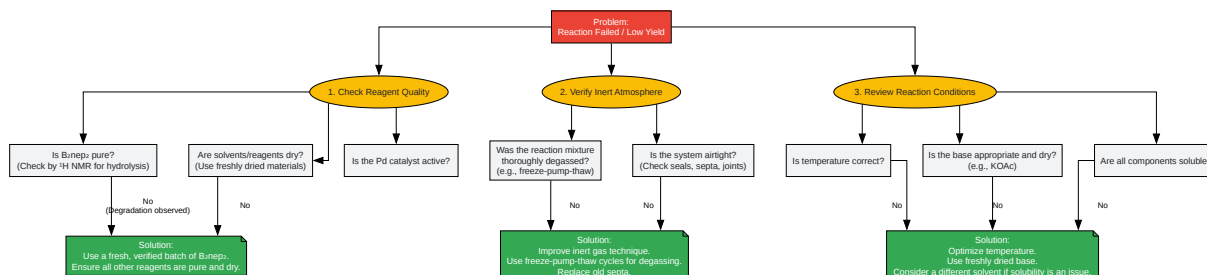 Problem:
Reaction Failed / Low Yield
1. Check Reagent Quality
2. Verify Inert Atmosphere
3. Review Reaction Conditions
Is B₂nep₂ pure?
(Check by ¹H NMR for hydrolysis)
Are solvents/reagents dry?
(Use freshly dried materials)
Is the Pd catalyst active?
Was the reaction mixture
thoroughly degassed?
(e.g., freeze-pump-thaw)
Is the system airtight?
(Check seals, septa, joints)
Is temperature correct?
Is the base appropriate and dry?
(e.g., KOAc)
Are all components soluble
No
(Degradation observed)
No
No
No
No
No
No
Solution:
Use a fresh, verified batch of B₂nep₂.
Ensure all other reagents are pure and dry.
Solution:
Improve inert gas technique.
Use freeze-pump-thaw cycles for degassing.
Replace old septa.
Solution:
Optimize temperature.
Use freshly dried base.
Consider a different solvent if solubility is an issue.